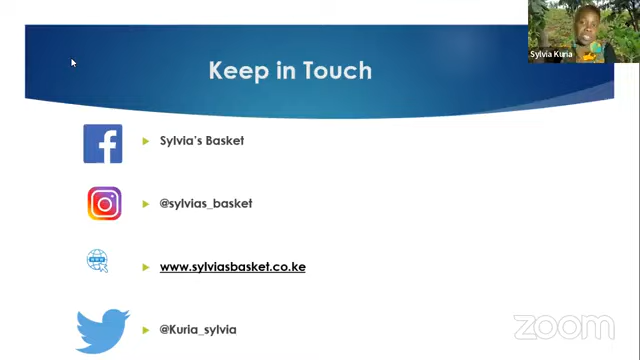 Sylvia Kuria
Keep in Touch
Sylvia's Basket
@sylvias_basket
www.sylviasbasket.co.ke
@Kuria_sylvia
zoom